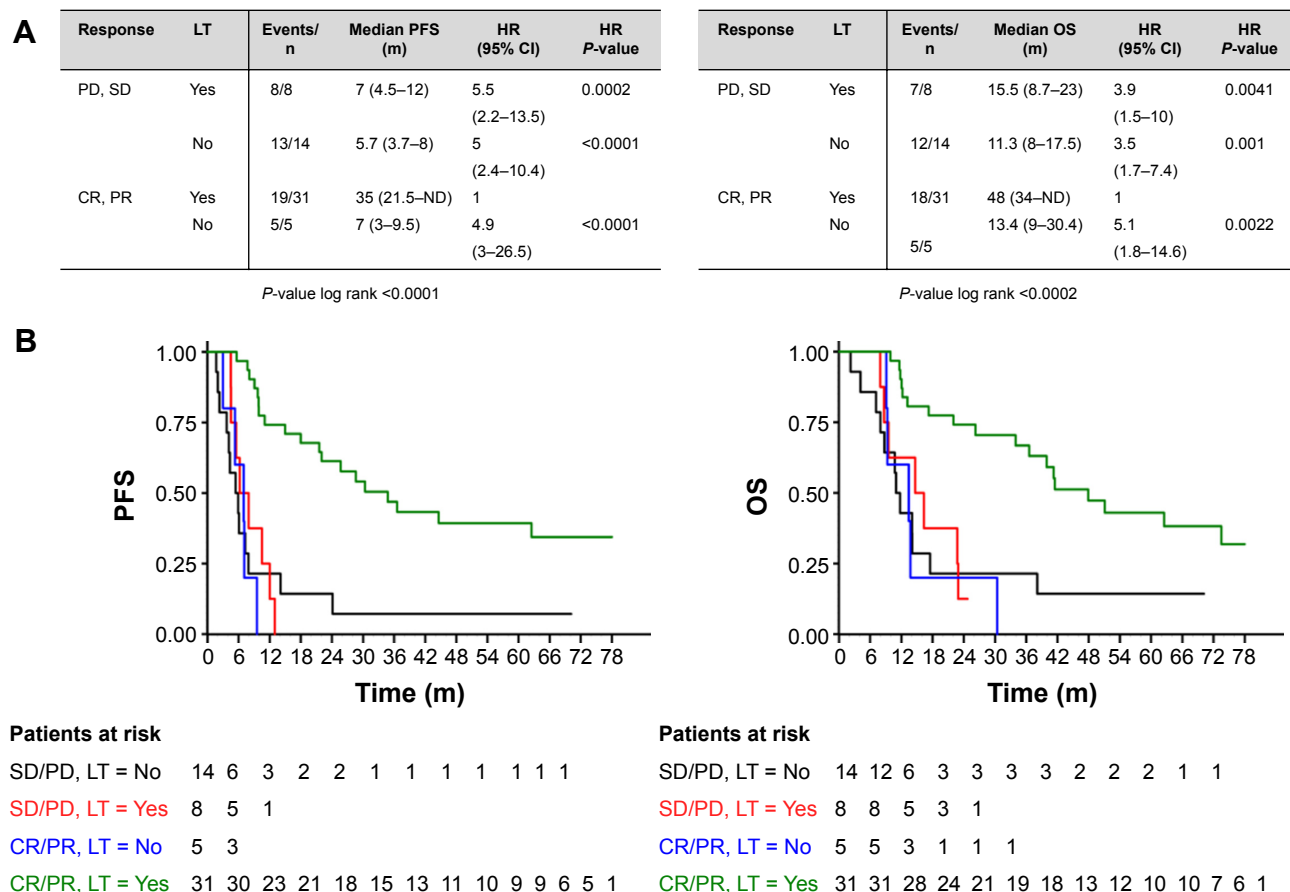 A
Response LT Events/n Median PFS (m) HR (95% CI) HR P-value
PD, SD Yes 8/8 7 (4.5–12) 5.5 (2.2–13.5) 0.0002
No 13/14 5.7 (3.7–8) 5 (2.4–10.4) <0.0001
CR, PR Yes 19/31 35 (21.5–ND) 1
No 5/5 7 (3–9.5) 4.9 (3–26.5) <0.0001
P-value log rank <0.0001
Response LT Events/n Median OS (m) HR (95% CI) HR P-value
PD, SD Yes 7/8 15.5 (8.7–23) 3.9 (1.5–10) 0.0041
No 12/14 11.3 (8–17.5) 3.5 (1.7–7.4) 0.001
CR, PR Yes 18/31 48 (34–ND) 1
No 5/5 13.4 (9–30.4) 5.1 (1.8–14.6) 0.0022
P-value log rank <0.0002
B
PFS
1.00
0.75
0.50
0.25
0.00
0 6 12 18 24 30 36 42 48 54 60 66 72 78
Time (m)
Patients at risk
SD/PD, LT = No 14 6 3 2 2 1 1 1 1 1 1 1
SD/PD, LT = Yes 8 5 1
CR/PR, LT = No 5 3
CR/PR, LT = Yes 31 30 23 21 18 15 13 11 10 9 9 6 5 1
OS
1.00
0.75
0.50
0.25
0.00
0 6 12 18 24 30 36 42 48 54 60 66 72 78
Time (m)
Patients at risk
SD/PD, LT = No 14 12 6 3 3 3 3 2 2 2 1 1
SD/PD, LT = Yes 8 8 5 3 1
CR/PR, LT = No 5 5 3 1 1 1
CR/PR, LT = Yes 31 31 28 24 21 19 18 13 12 10 10 7 6 1